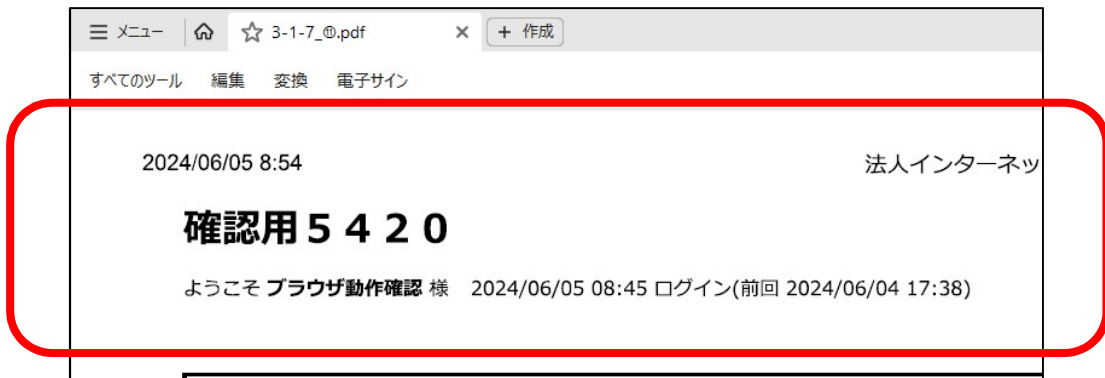 メニュー 3-1-7_⑪.pdf × + 作成
すべてのツール 編集 変換 電子サイン
2024/06/05 8:54 法人インターネッ
確認用５４２０
ようこそ ブラウザ動作確認 様 2024/06/05 08:45 ログイン(前回 2024/06/04 17:38)